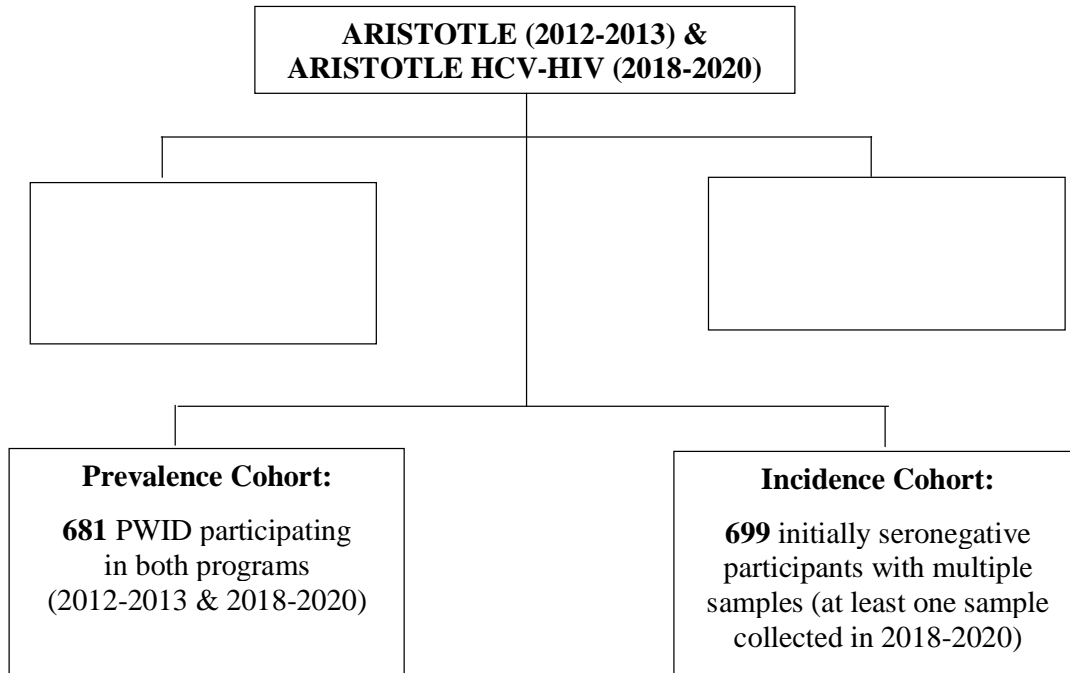 ARISTOTLE (2012-2013) &
ARISTOTLE HCV-HIV (2018-2020)
Prevalence Cohort:
681 PWID participating
in both programs
(2012-2013 & 2018-2020)
Incidence Cohort:
699 initially seronegative
participants with multiple
samples (at least one sample
collected in 2018-2020)